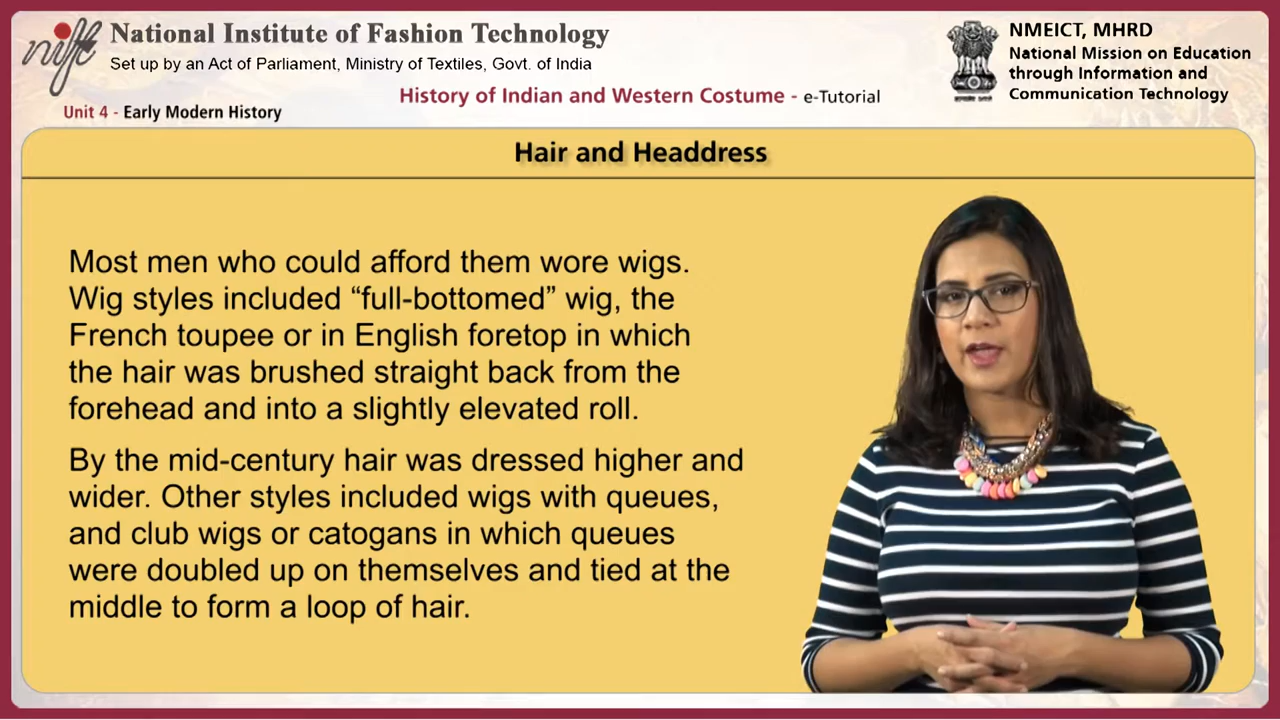 nift
National Institute of Fashion Technology
Set up by an Act of Parliament, Ministry of Textiles, Govt. of India
NMEICT, MHRD
National Mission on Education
through Information and
Communication Technology
History of Indian and Western Costume - e-Tutorial
Unit 4 - Early Modern History
Hair and Headdress
Most men who could afford them wore wigs.
Wig styles included “full-bottomed” wig, the
French toupee or in English foretop in which
the hair was brushed straight back from the
forehead and into a slightly elevated roll.
By the mid-century hair was dressed higher and
wider. Other styles included wigs with queues,
and club wigs or catogans in which queues
were doubled up on themselves and tied at the
middle to form a loop of hair.